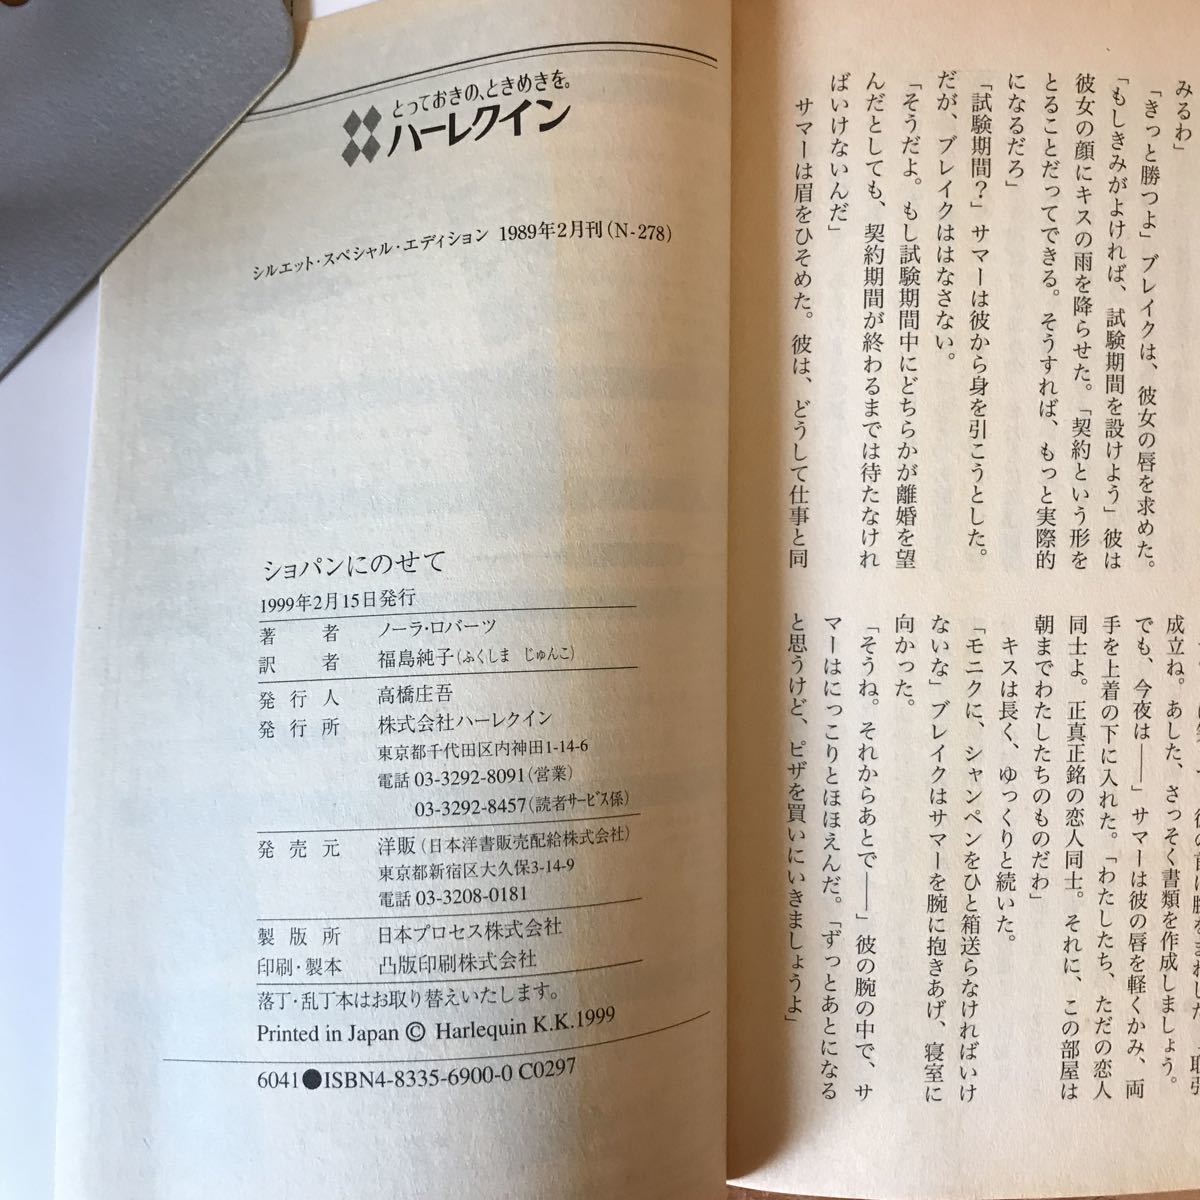 とっておきの、ときめきを。
ハーレクイン
シルエット・スペシャル・エディション 1989年2月刊(N-278)
ショパンにのせて
1999年2月15日発行
著 者 ノーラ・ロバーツ
訳 者 福島純子(ふくしま じゅんこ)
発 行 人 高橋庄吾
発 行 所 株式会社ハーレクイン
東京都千代田区内神田1-14-6
電話 03-3292-8091(営業)
03-3292-8457(読者サービス係)
発 売 元 洋販(日本洋書販売配給株式会社)
東京都新宿区大久保3-14-9
電話 03-3208-0181
製 版 所 日本プロセス株式会社
印刷・製本 凸版印刷株式会社
落丁・乱丁本はお取り替えいたします。
Printed in Japan © Harlequin K.K.1999
6041●ISBN4-8335-6900-0 C0297
みるわ」
「きっと勝つよ」ブレイクは、彼女の唇を求めた。
「もしきみがよければ、試験期間を設けよう」彼は
彼女の顔にキスの雨を降らせた。「契約という形を
とることだってできる。そうすれば、もっと実際的
になるだろ」
「試験期間?」サマーは彼から身を引こうとした。
だが、ブレイクははなさない。
「そうだよ。もし試験期間中にどちらかが離婚を望
んだとしても、契約期間が終わるまでは待たなけれ
ばいけないんだ」
サマーは眉をひそめた。彼は、どうして仕事と同
成立ね。あした、さっそく書類を作成しましょう。
でも、今夜は――」サマーは彼の唇を軽くかみ、両
手を上着の下に入れた。「わたしたち、ただの恋人
同士よ。正真正銘の恋人同士。それに、この部屋は
朝までわたしたちのものだわ」
キスは長く、ゆっくりと続いた。
「モニクに、シャンペンをひと箱送らなければいけ
ないな」ブレイクはサマーを腕に抱きあげ、寝室に
向かった。
「そうね。それからあとで――」彼の腕の中で、サ
マーはにっこりとほほえんだ。「ずっとあとになる
と思うけど、ピザを買いにいきましょうよ」